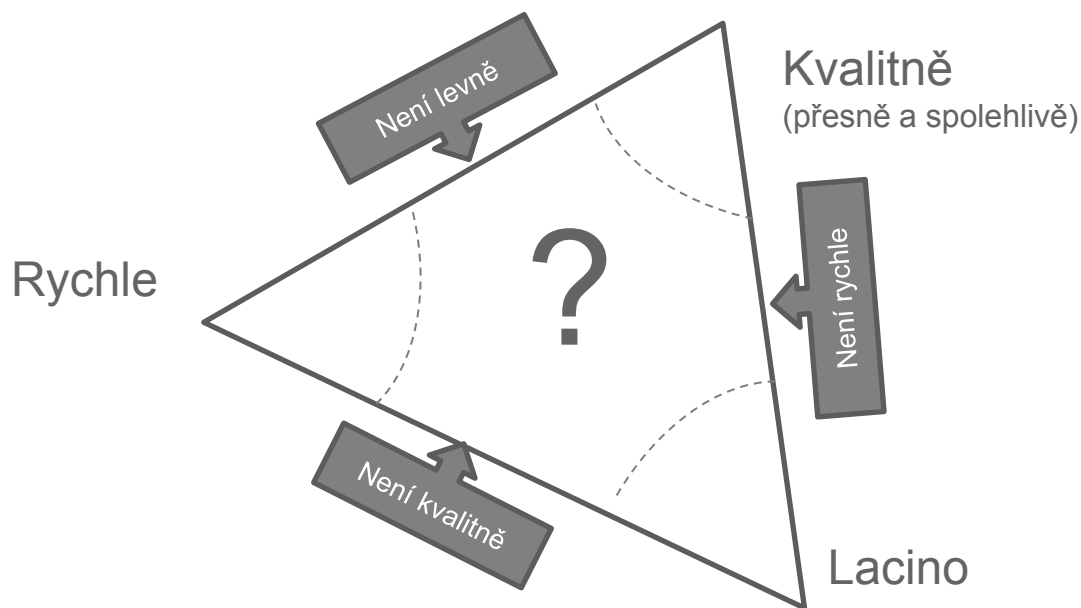 Není levně
Kvalitně
(přesně a spolehlivě)
Rychle
?
Není rychle
Není kvalitně
Lacino